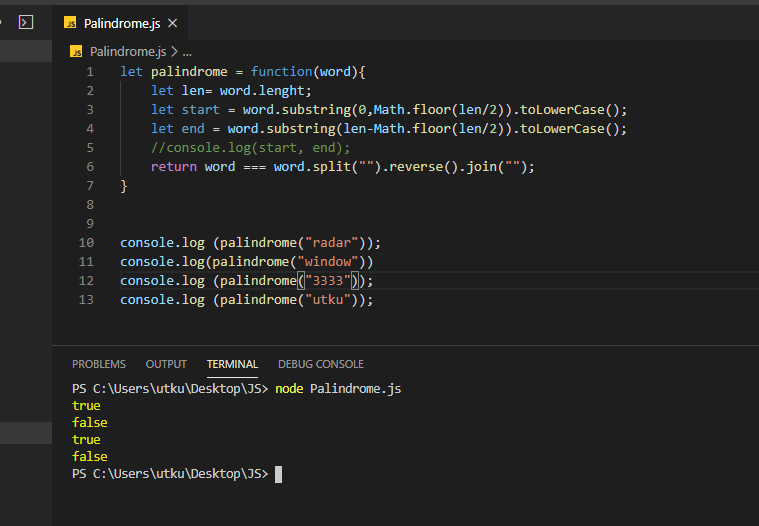 JS Palindrome.js ×
JS Palindrome.js > ...
1 let palindrome = function(word){
2 let len= word.lenght;
3 let start = word.substring(0,Math.floor(len/2)).toLowerCase();
4 let end = word.substring(len-Math.floor(len/2)).toLowerCase();
5 //console.log(start, end);
6 return word === word.split("").reverse().join("");
7 }
8
9
10 console.log (palindrome("radar"));
11 console.log(palindrome("window"))
12 console.log (palindrome("3333"));
13 console.log (palindrome("utku"));
PROBLEMS OUTPUT TERMINAL DEBUG CONSOLE
PS C:\Users\utku\Desktop\JS> node Palindrome.js
true
false
true
false
PS C:\Users\utku\Desktop\JS>